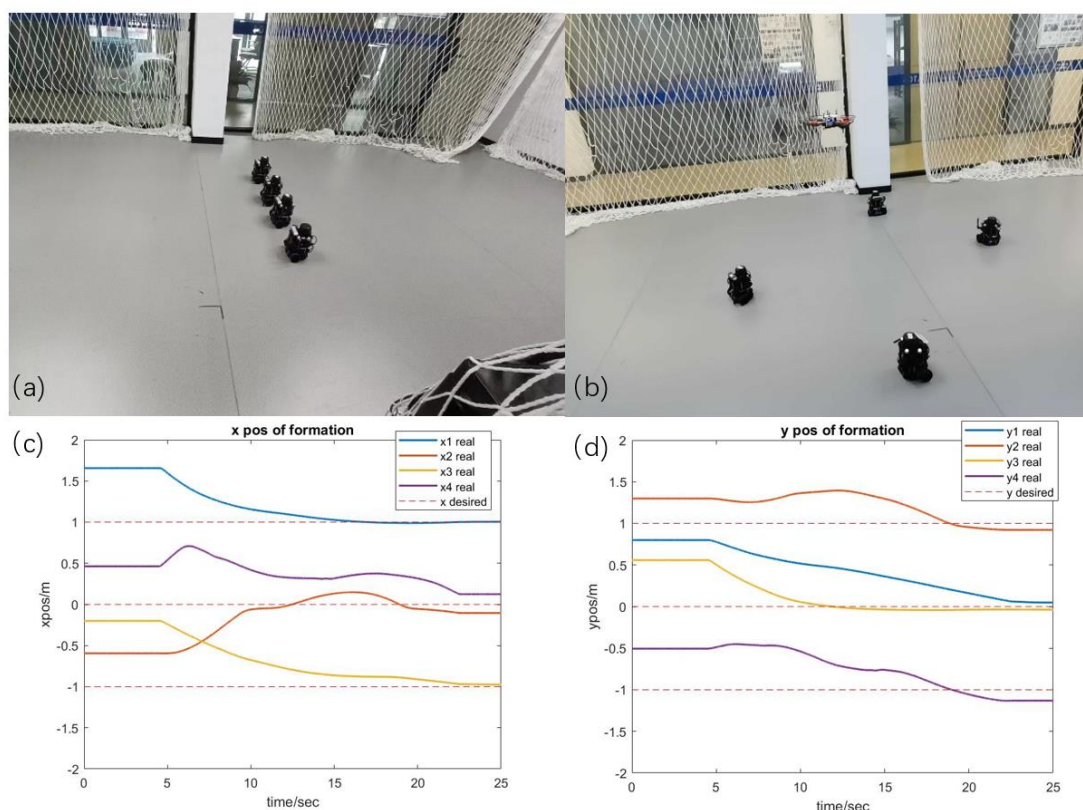 (a)
(b)
(c)
x pos of formation
x1 real
x2 real
x3 real
x4 real
x desired
2
1.5
1
0.5
0
-0.5
-1
-1.5
-2
xpos/m
0 5 10 15 20 25
time/sec
(d)
y pos of formation
y1 real
y2 real
y3 real
y4 real
y desired
2
1.5
1
0.5
0
-0.5
-1
-1.5
-2
ypos/m
0 5 10 15 20 25
time/sec